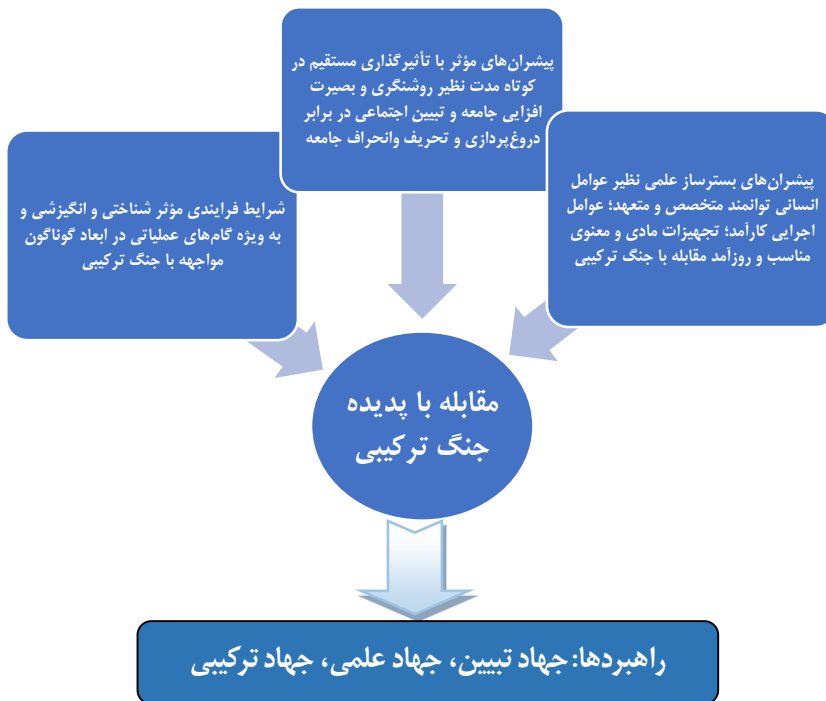 پیشران‌های مؤثر با تأثیرگذاری مستقیم در
کوتاه مدت نظیر روشنگری و بصیرت
افزایی جامعه و تبیین اجتماعی در برابر
دروغ‌پردازی و تحریف وانحراف جامعه
پیشران‌های بسترساز علمی نظیر عوامل
انسانی توانمند متخصص و متعهد؛ عوامل
اجرایی کارآمد؛ تجهیزات مادی و معنوی
مناسب و روزآمد مقابله با جنگ ترکیبی
شرایط فرایندی مؤثر شناختی و انگیزشی و
به ویژه گام‌های عملیاتی در ابعاد گوناگون
مواجهه با جنگ ترکیبی
مقابله با پدیده
جنگ ترکیبی
راهبردها: جهاد تبیین، جهاد علمی، جهاد ترکیبی